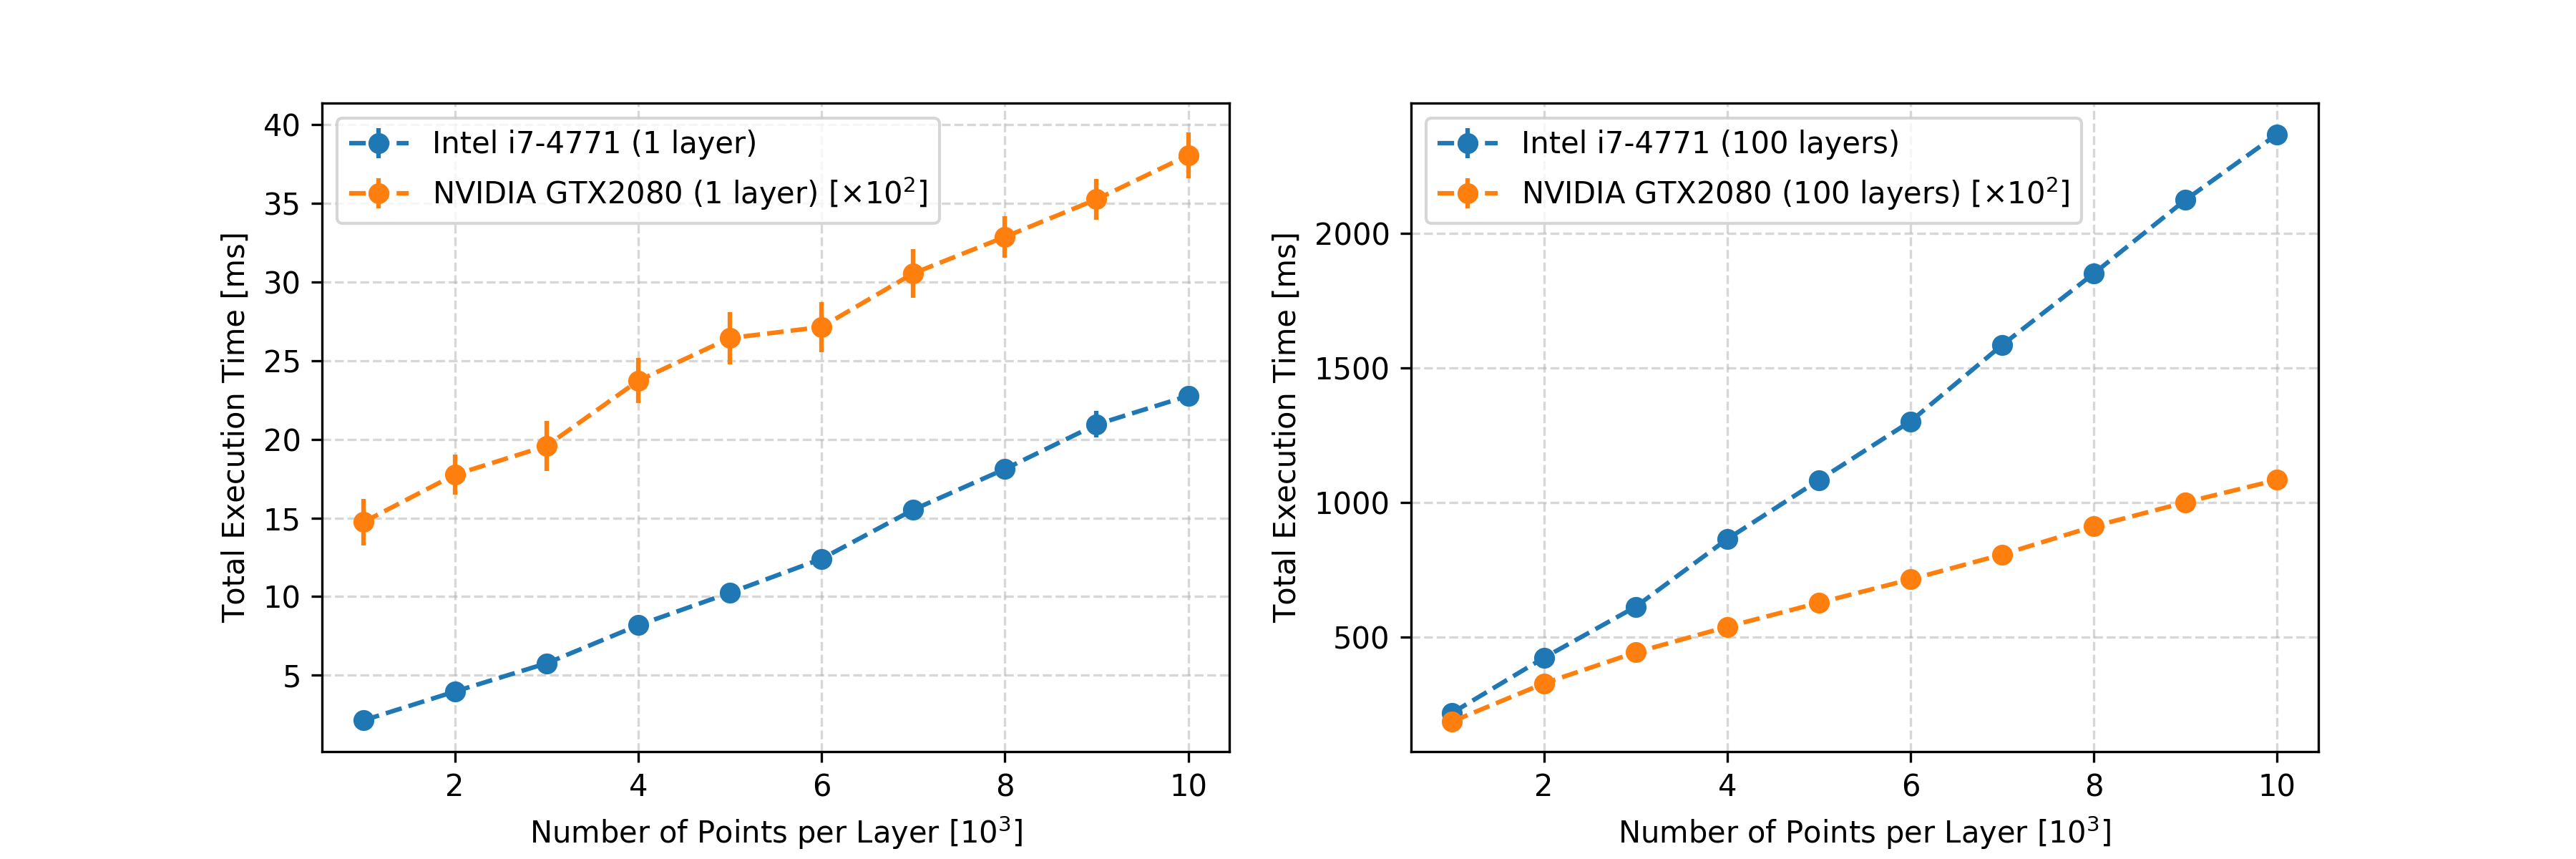 Total Execution Time [ms]
40
35
30
25
20
15
10
5
Intel i7-4771 (1 layer)
NVIDIA GTX2080 (1 layer) [×10²]
2
4
6
8
10
Number of Points per Layer [10³]
Total Execution Time [ms]
2000
1500
1000
500
Intel i7-4771 (100 layers)
NVIDIA GTX2080 (100 layers) [×10²]
2
4
6
8
10
Number of Points per Layer [10³]